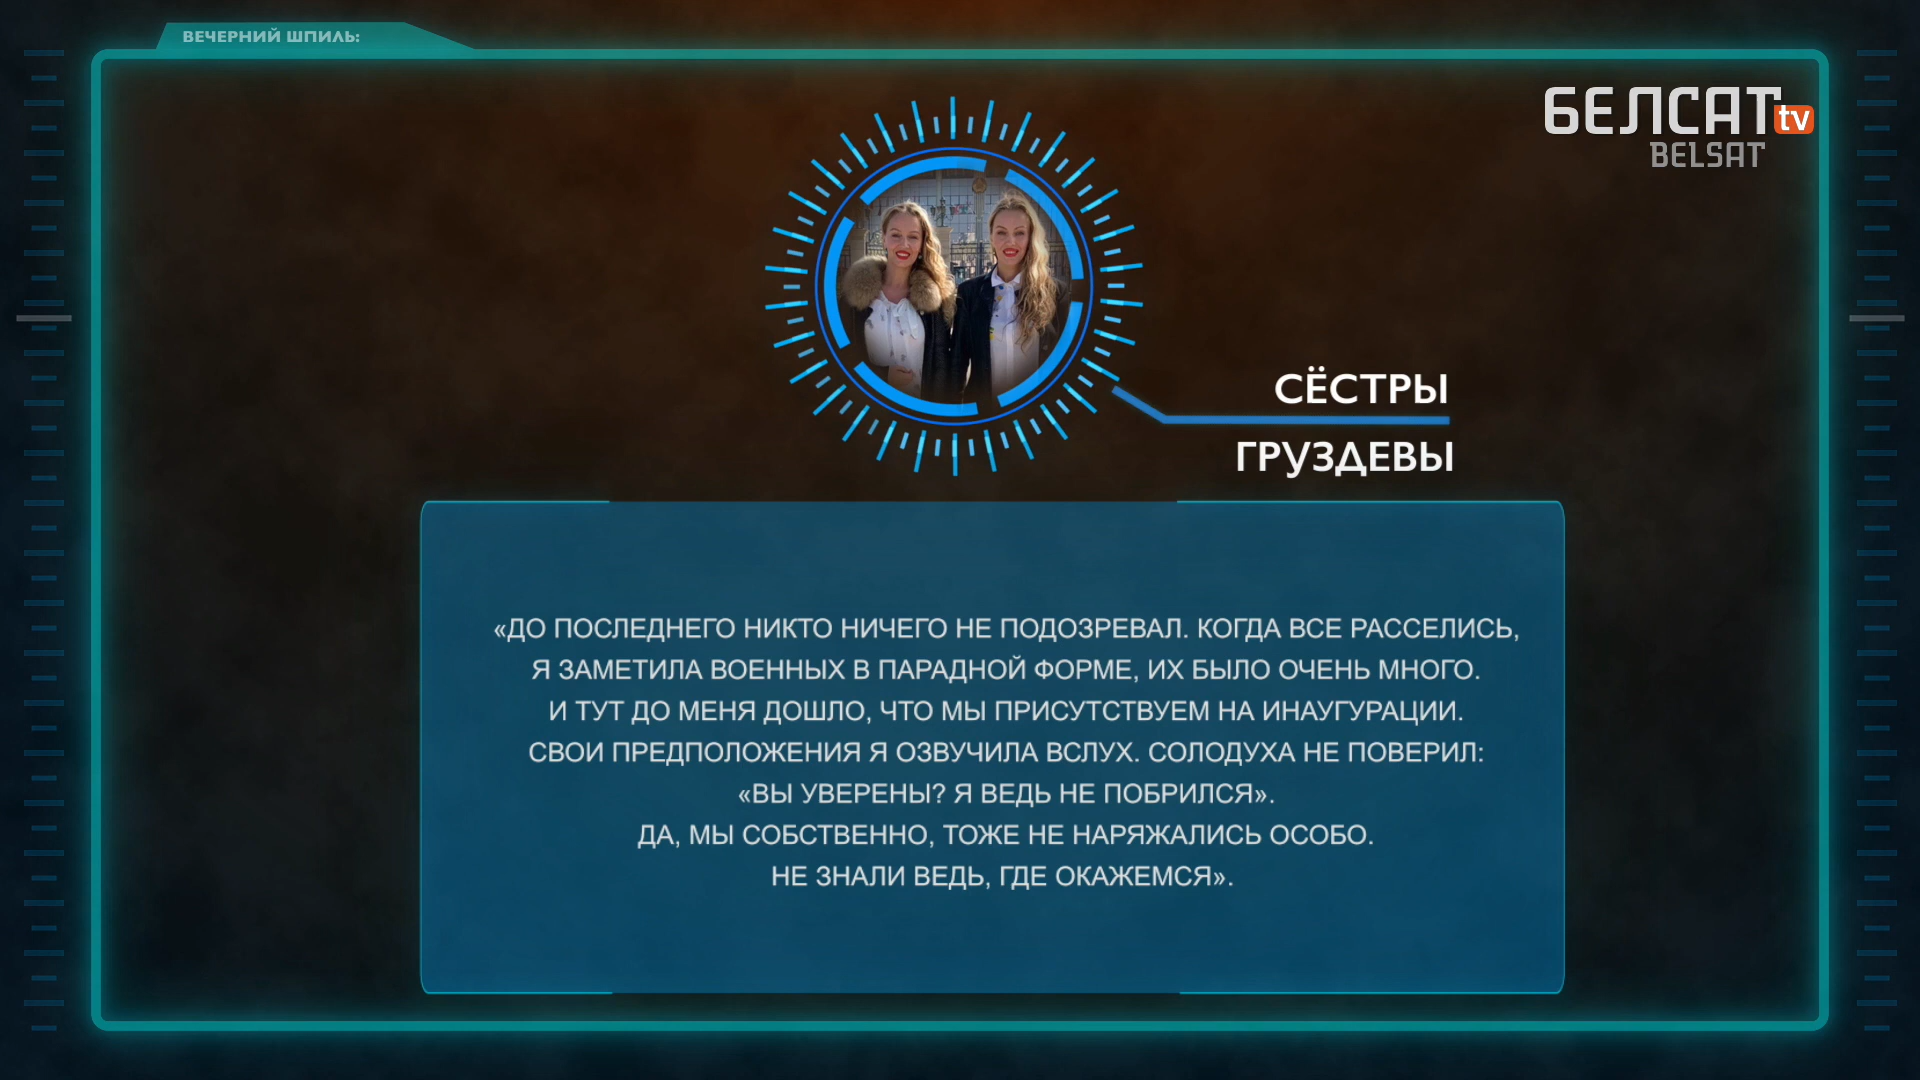 ВЕЧЕРНИЙ ШПИЛЬ:
БЕЛСАТ tv
BELSAT
СЁСТРЫ
ГРУЗДЕВЫ
«ДО ПОСЛЕДНЕГО НИКТО НИЧЕГО НЕ ПОДОЗРЕВАЛ. КОГДА ВСЕ РАССЕЛИСЬ,
Я ЗАМЕТИЛА ВОЕННЫХ В ПАРАДНОЙ ФОРМЕ, ИХ БЫЛО ОЧЕНЬ МНОГО.
И ТУТ ДО МЕНЯ ДОШЛО, ЧТО МЫ ПРИСУТСТВУЕМ НА ИНАУГУРАЦИИ.
СВОИ ПРЕДПОЛОЖЕНИЯ Я ОЗВУЧИЛА ВСЛУХ. СОЛОДУХА НЕ ПОВЕРИЛ:
«ВЫ УВЕРЕНЫ? Я ВЕДЬ НЕ ПОБРИЛСЯ».
ДА, МЫ СОБСТВЕННО, ТОЖЕ НЕ НАРЯЖАЛИСЬ ОСОБО.
НЕ ЗНАЛИ ВЕДЬ, ГДЕ ОКАЖЕМСЯ».